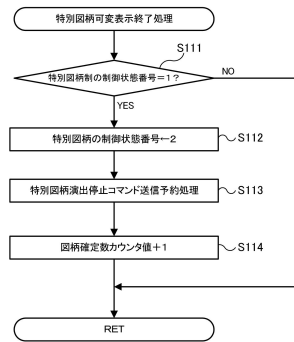 特別図柄可変表示終了処理
S111
特別図柄制の制御状態番号=1?
NO
YES
特別図柄の制御状態番号←2
S112
特別図柄演出停止コマンド送信予約処理
S113
図柄確定数カウンタ値+1
S114
RET